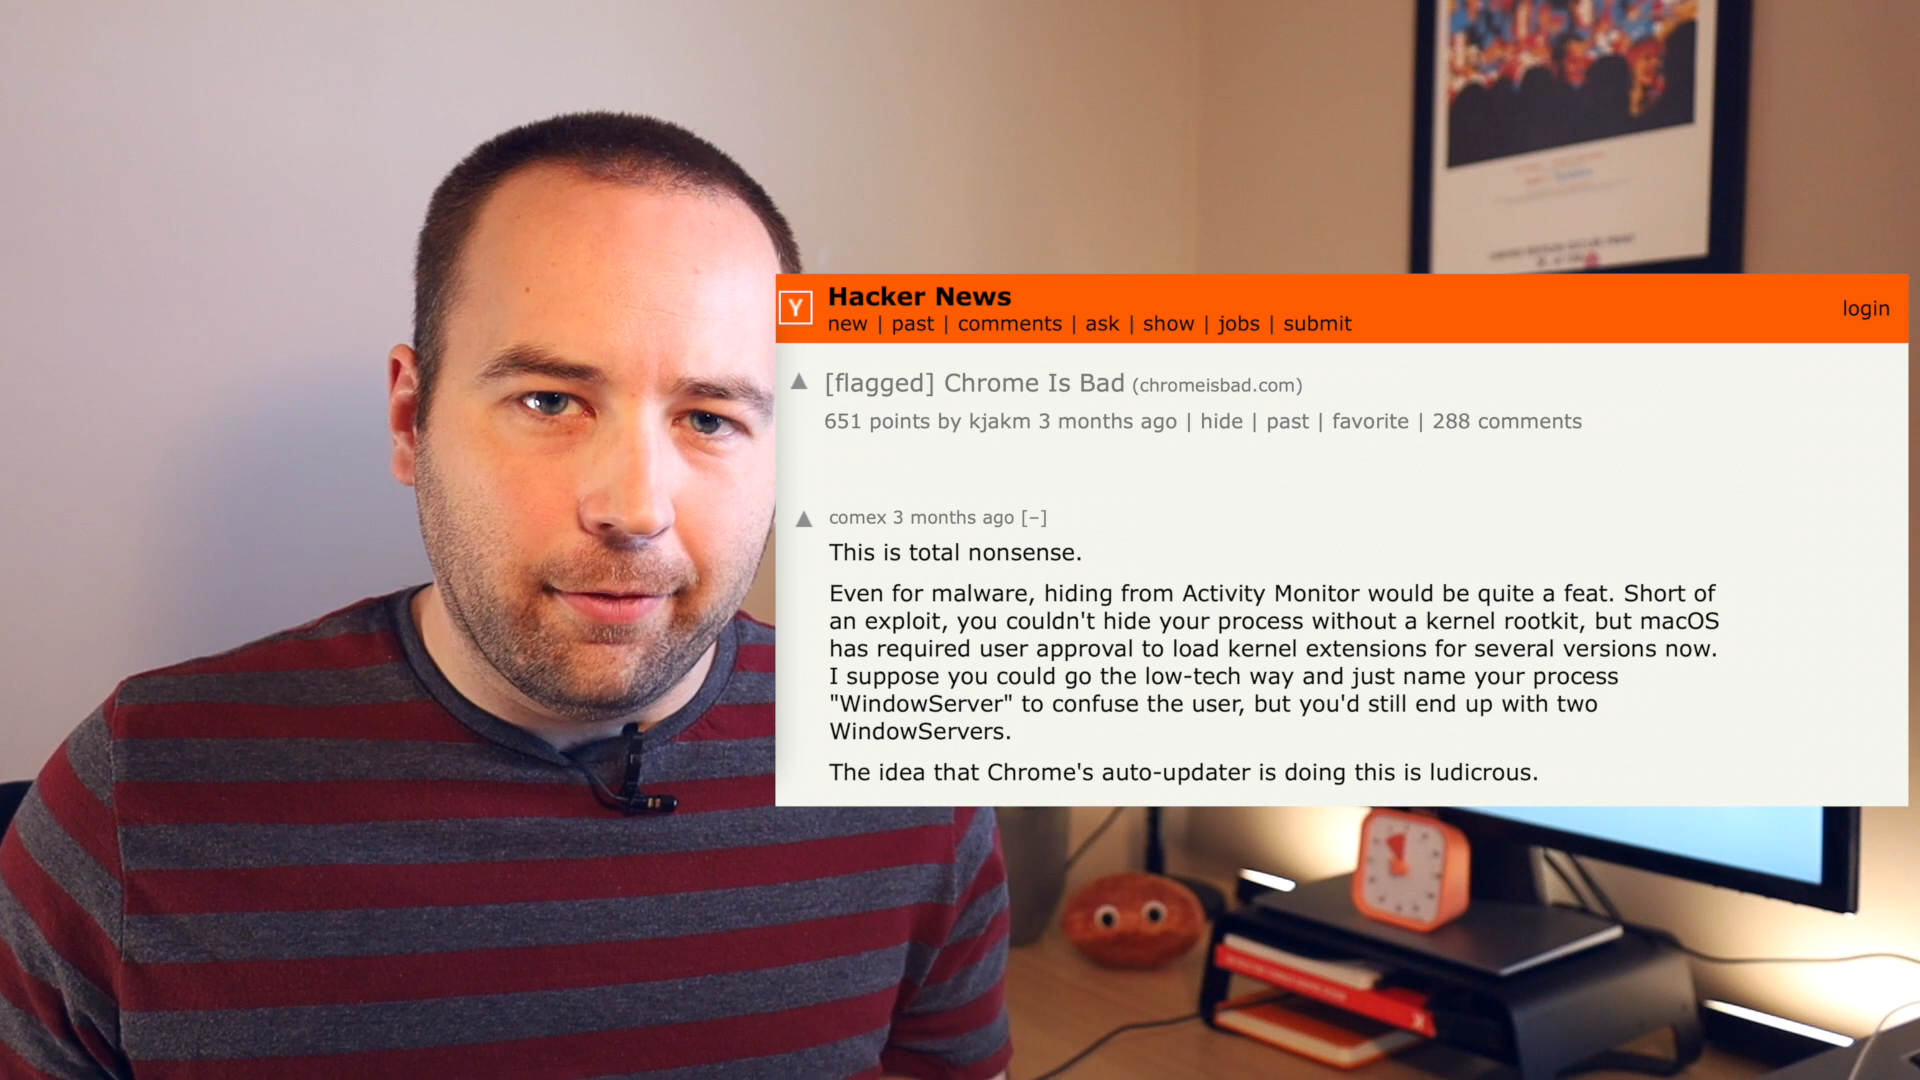 Y
Hacker News
new | past | comments | ask | show | jobs | submit
login
[flagged] Chrome Is Bad (chromeisbad.com)
651 points by kjakm 3 months ago | hide | past | favorite | 288 comments
comex 3 months ago [–]
This is total nonsense.
Even for malware, hiding from Activity Monitor would be quite a feat. Short of
an exploit, you couldn't hide your process without a kernel rootkit, but macOS
has required user approval to load kernel extensions for several versions now.
I suppose you could go the low-tech way and just name your process
"WindowServer" to confuse the user, but you'd still end up with two
WindowServers.
The idea that Chrome's auto-updater is doing this is ludicrous.